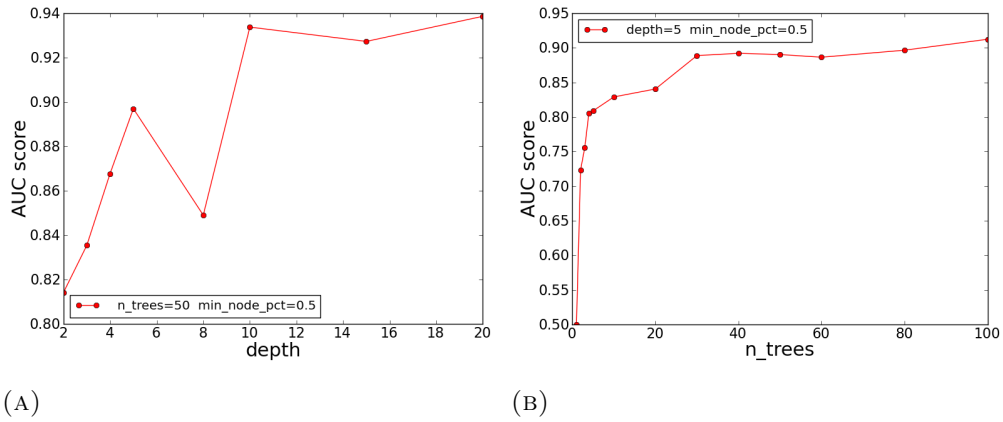 0.94
0.92
0.90
0.88
0.86
0.84
0.82
0.80
AUC score
n_trees=50 min_node_pct=0.5
2 4 6 8 10 12 14 16 18 20
depth
(A)
0.95
0.90
0.85
0.80
0.75
0.70
0.65
0.60
0.55
0.50
AUC score
depth=5 min_node_pct=0.5
0 20 40 60 80 100
n_trees
(B)